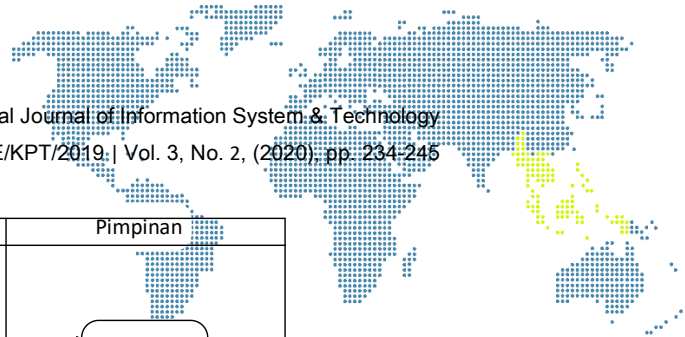 al Journal of Information System & Technology
E/KPT/2019 | Vol. 3, No. 2, (2020), pp. 234-245
Pimpinan